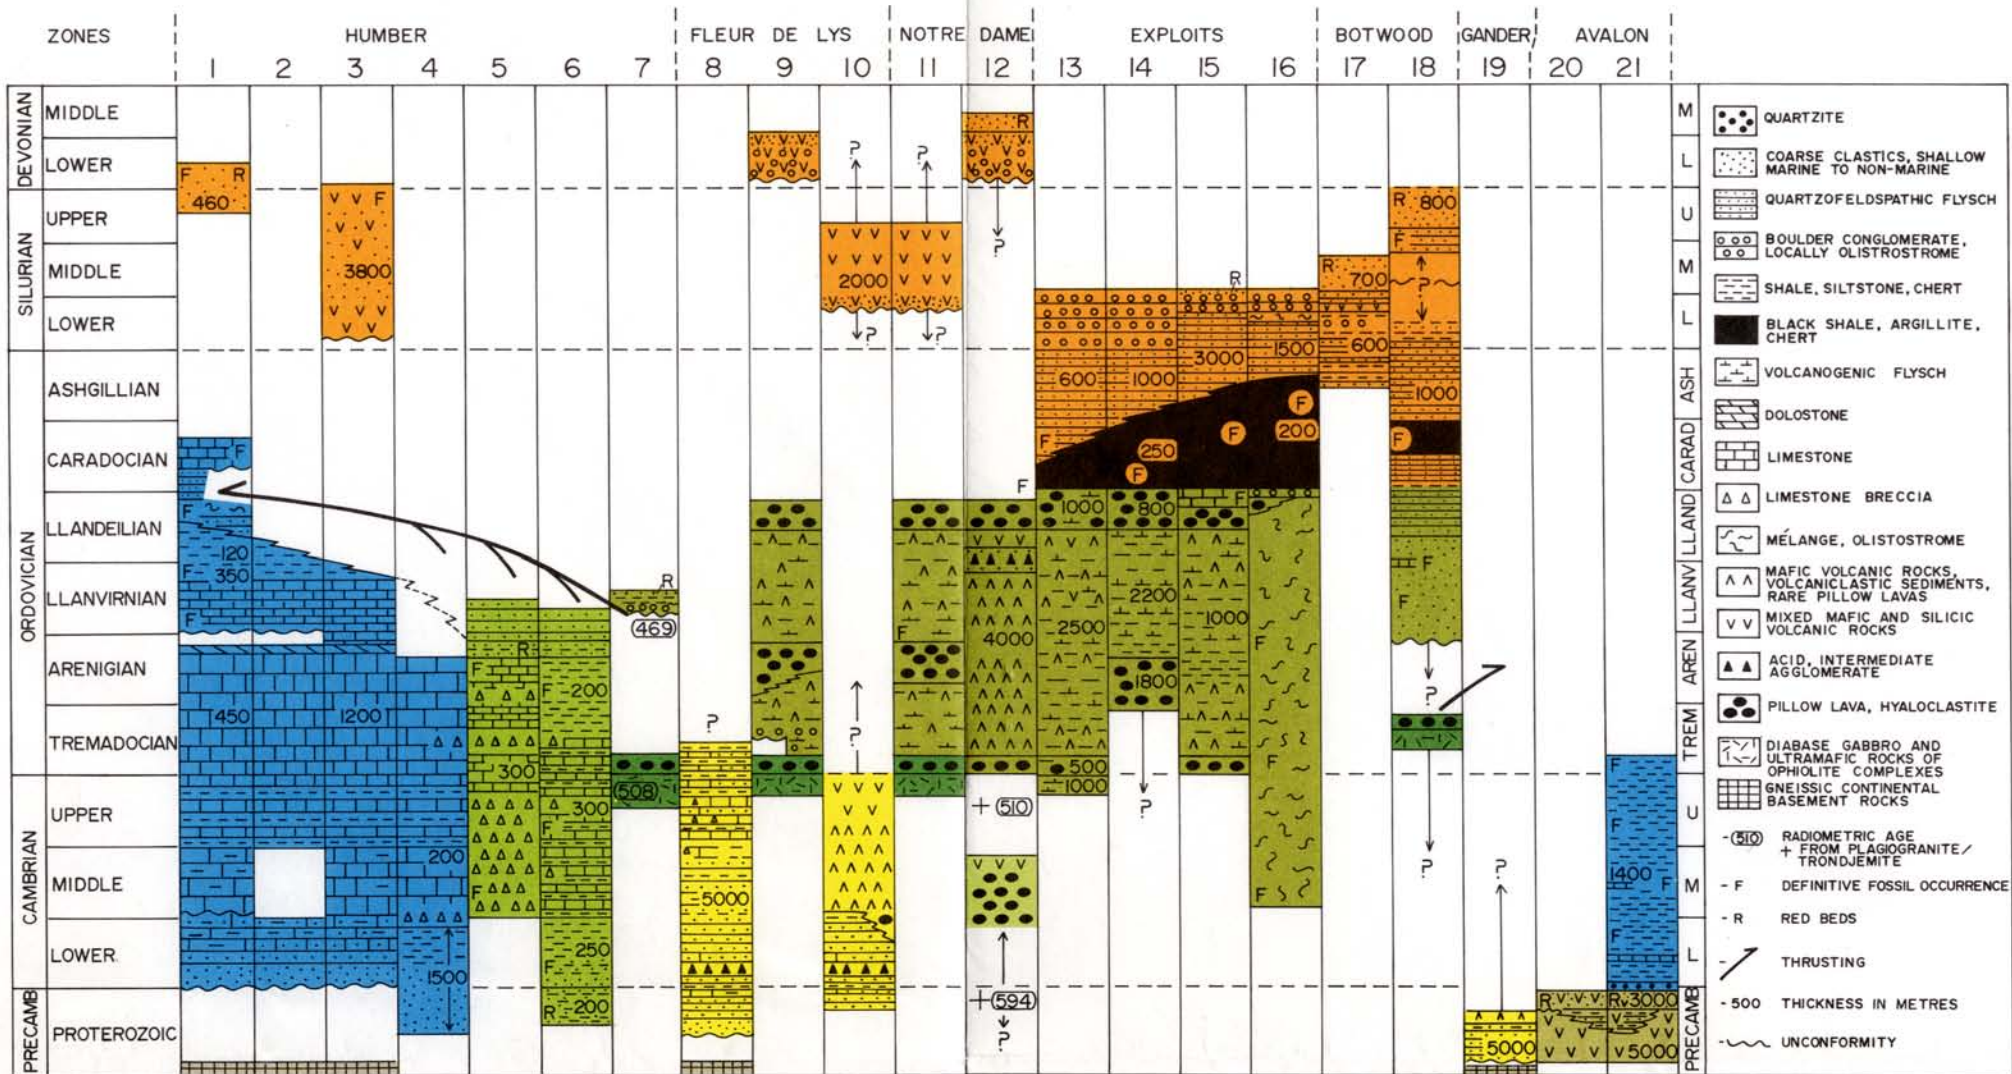 ZONES HUMBER FLEUR DE LYS NOTRE DAME EXPLOITS BOTWOOD GANDER AVALON
1 2 3 4 5 6 7 8 9 10 11 12 13 14 15 16 17 18 19 20 21
DEVONIAN
MIDDLE
LOWER
SILURIAN
UPPER
MIDDLE
LOWER
ORDOVICIAN
ASHGILLIAN
CARADOCIAN
LLANDEILIAN
LLANVIRNIAN
ARENIGIAN
TREMADOCIAN
CAMBRIAN
UPPER
MIDDLE
LOWER
PRECAMB
PROTEROZOIC
F R
460
F
F
120
F 350
F
450
V V F
3800
1200
200
1500
R
F
300
F
F
200
300
F
250
F
R 200
R
469
508
?
5000
?
2000
?
?
?
F
?
R
?
F
4000
+ 510
+ 594
?
600
F
1000
2500
500
1000
1000
250
F
800
2200
1800
?
R
3000
F
F
1000
1500
F
200
F
F
F
R
700
600
R 800
F
?
1000
F
F
F
?
?
?
5000
R
F
F
1400
F
F
R 3000
5000
M
L
U
M
L
ASH
CARAD
LLAND
LLANV
AREN
TREM
U
M
L
PRECAMB
QUARTZITE
COARSE CLASTICS, SHALLOW
MARINE TO NON-MARINE
QUARTZOFELDSPATHIC FLYSCH
BOULDER CONGLOMERATE,
LOCALLY OLISTROSTROME
SHALE, SILTSTONE, CHERT
BLACK SHALE, ARGILLITE,
CHERT
VOLCANOGENIC FLYSCH
DOLOSTONE
LIMESTONE
LIMESTONE BRECCIA
MÉLANGE, OLISTOSTROME
MAFIC VOLCANIC ROCKS,
VOLCANICLASTIC SEDIMENTS,
RARE PILLOW LAVAS
MIXED MAFIC AND SILICIC
VOLCANIC ROCKS
ACID, INTERMEDIATE
AGGLOMERATE
PILLOW LAVA, HYALOCLASTITE
DIABASE GABBRO AND
ULTRAMAFIC ROCKS OF
OPHIOLITE COMPLEXES
GNEISSIC CONTINENTAL
BASEMENT ROCKS
-510 RADIOMETRIC AGE
+ FROM PLAGIOGRANITE/
TRONDJEMITE
- F DEFINITIVE FOSSIL OCCURRENCE
- R RED BEDS
- THRUSTING
- 500 THICKNESS IN METRES
- UNCONFORMITY